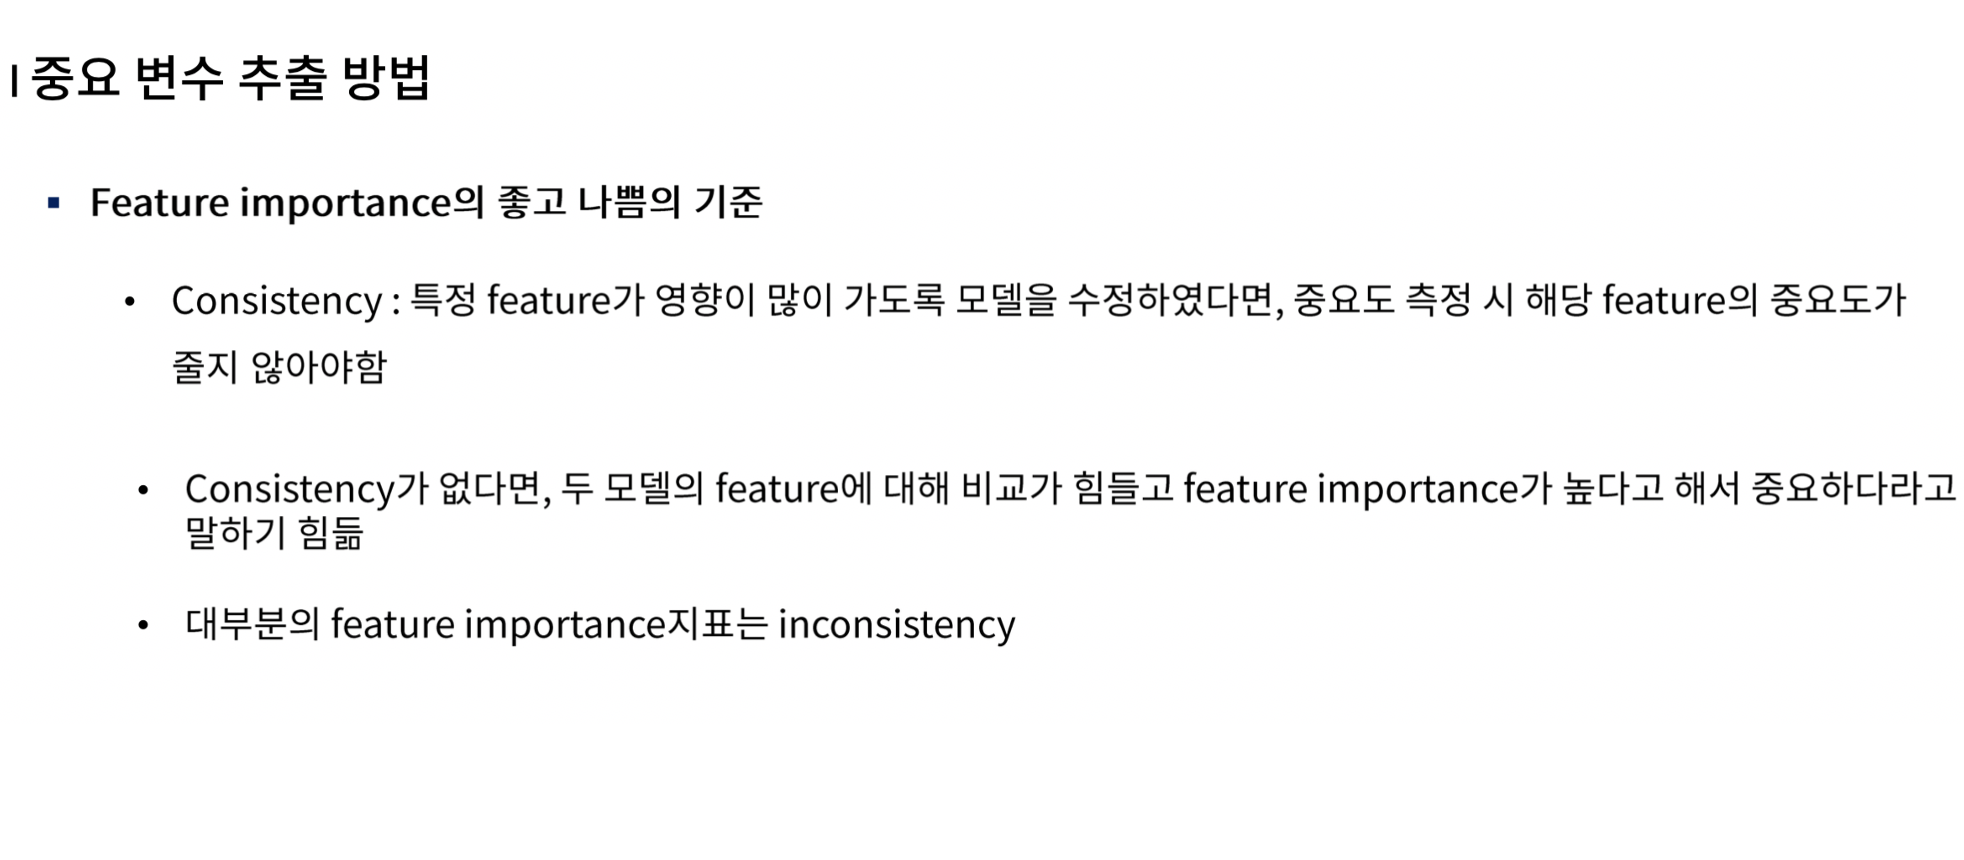 ㅣ중요 변수 추출 방법
▪ Feature importance의 좋고 나쁨의 기준
• Consistency : 특정 feature가 영향이 많이 가도록 모델을 수정하였다면, 중요도 측정 시 해당 feature의 중요도가
줄지 않아야함
• Consistency가 없다면, 두 모델의 feature에 대해 비교가 힘들고 feature importance가 높다고 해서 중요하다라고
말하기 힘듦
• 대부분의 feature importance지표는 inconsistency